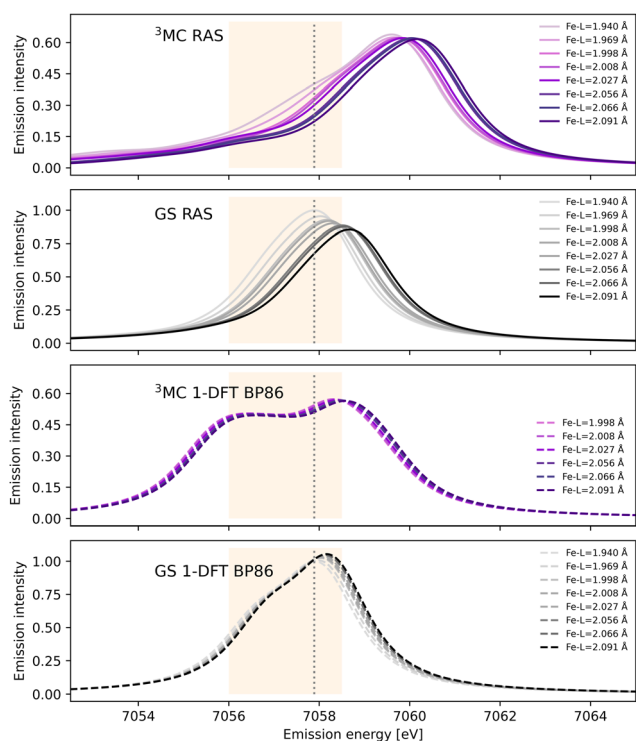 ³MC RAS
Emission intensity
0.60
0.45
0.30
0.15
0.00
Fe-L=1.940 Å
Fe-L=1.969 Å
Fe-L=1.998 Å
Fe-L=2.008 Å
Fe-L=2.027 Å
Fe-L=2.056 Å
Fe-L=2.066 Å
Fe-L=2.091 Å
GS RAS
Emission intensity
1.00
0.75
0.50
0.25
0.00
Fe-L=1.940 Å
Fe-L=1.969 Å
Fe-L=1.998 Å
Fe-L=2.008 Å
Fe-L=2.027 Å
Fe-L=2.056 Å
Fe-L=2.066 Å
Fe-L=2.091 Å
³MC 1-DFT BP86
Emission intensity
0.60
0.45
0.30
0.15
0.00
Fe-L=1.998 Å
Fe-L=2.008 Å
Fe-L=2.027 Å
Fe-L=2.056 Å
Fe-L=2.066 Å
Fe-L=2.091 Å
GS 1-DFT BP86
Emission intensity
1.00
0.75
0.50
0.25
0.00
Fe-L=1.940 Å
Fe-L=1.969 Å
Fe-L=1.998 Å
Fe-L=2.008 Å
Fe-L=2.027 Å
Fe-L=2.056 Å
Fe-L=2.066 Å
Fe-L=2.091 Å
7054 7056 7058 7060 7062 7064
Emission energy [eV]